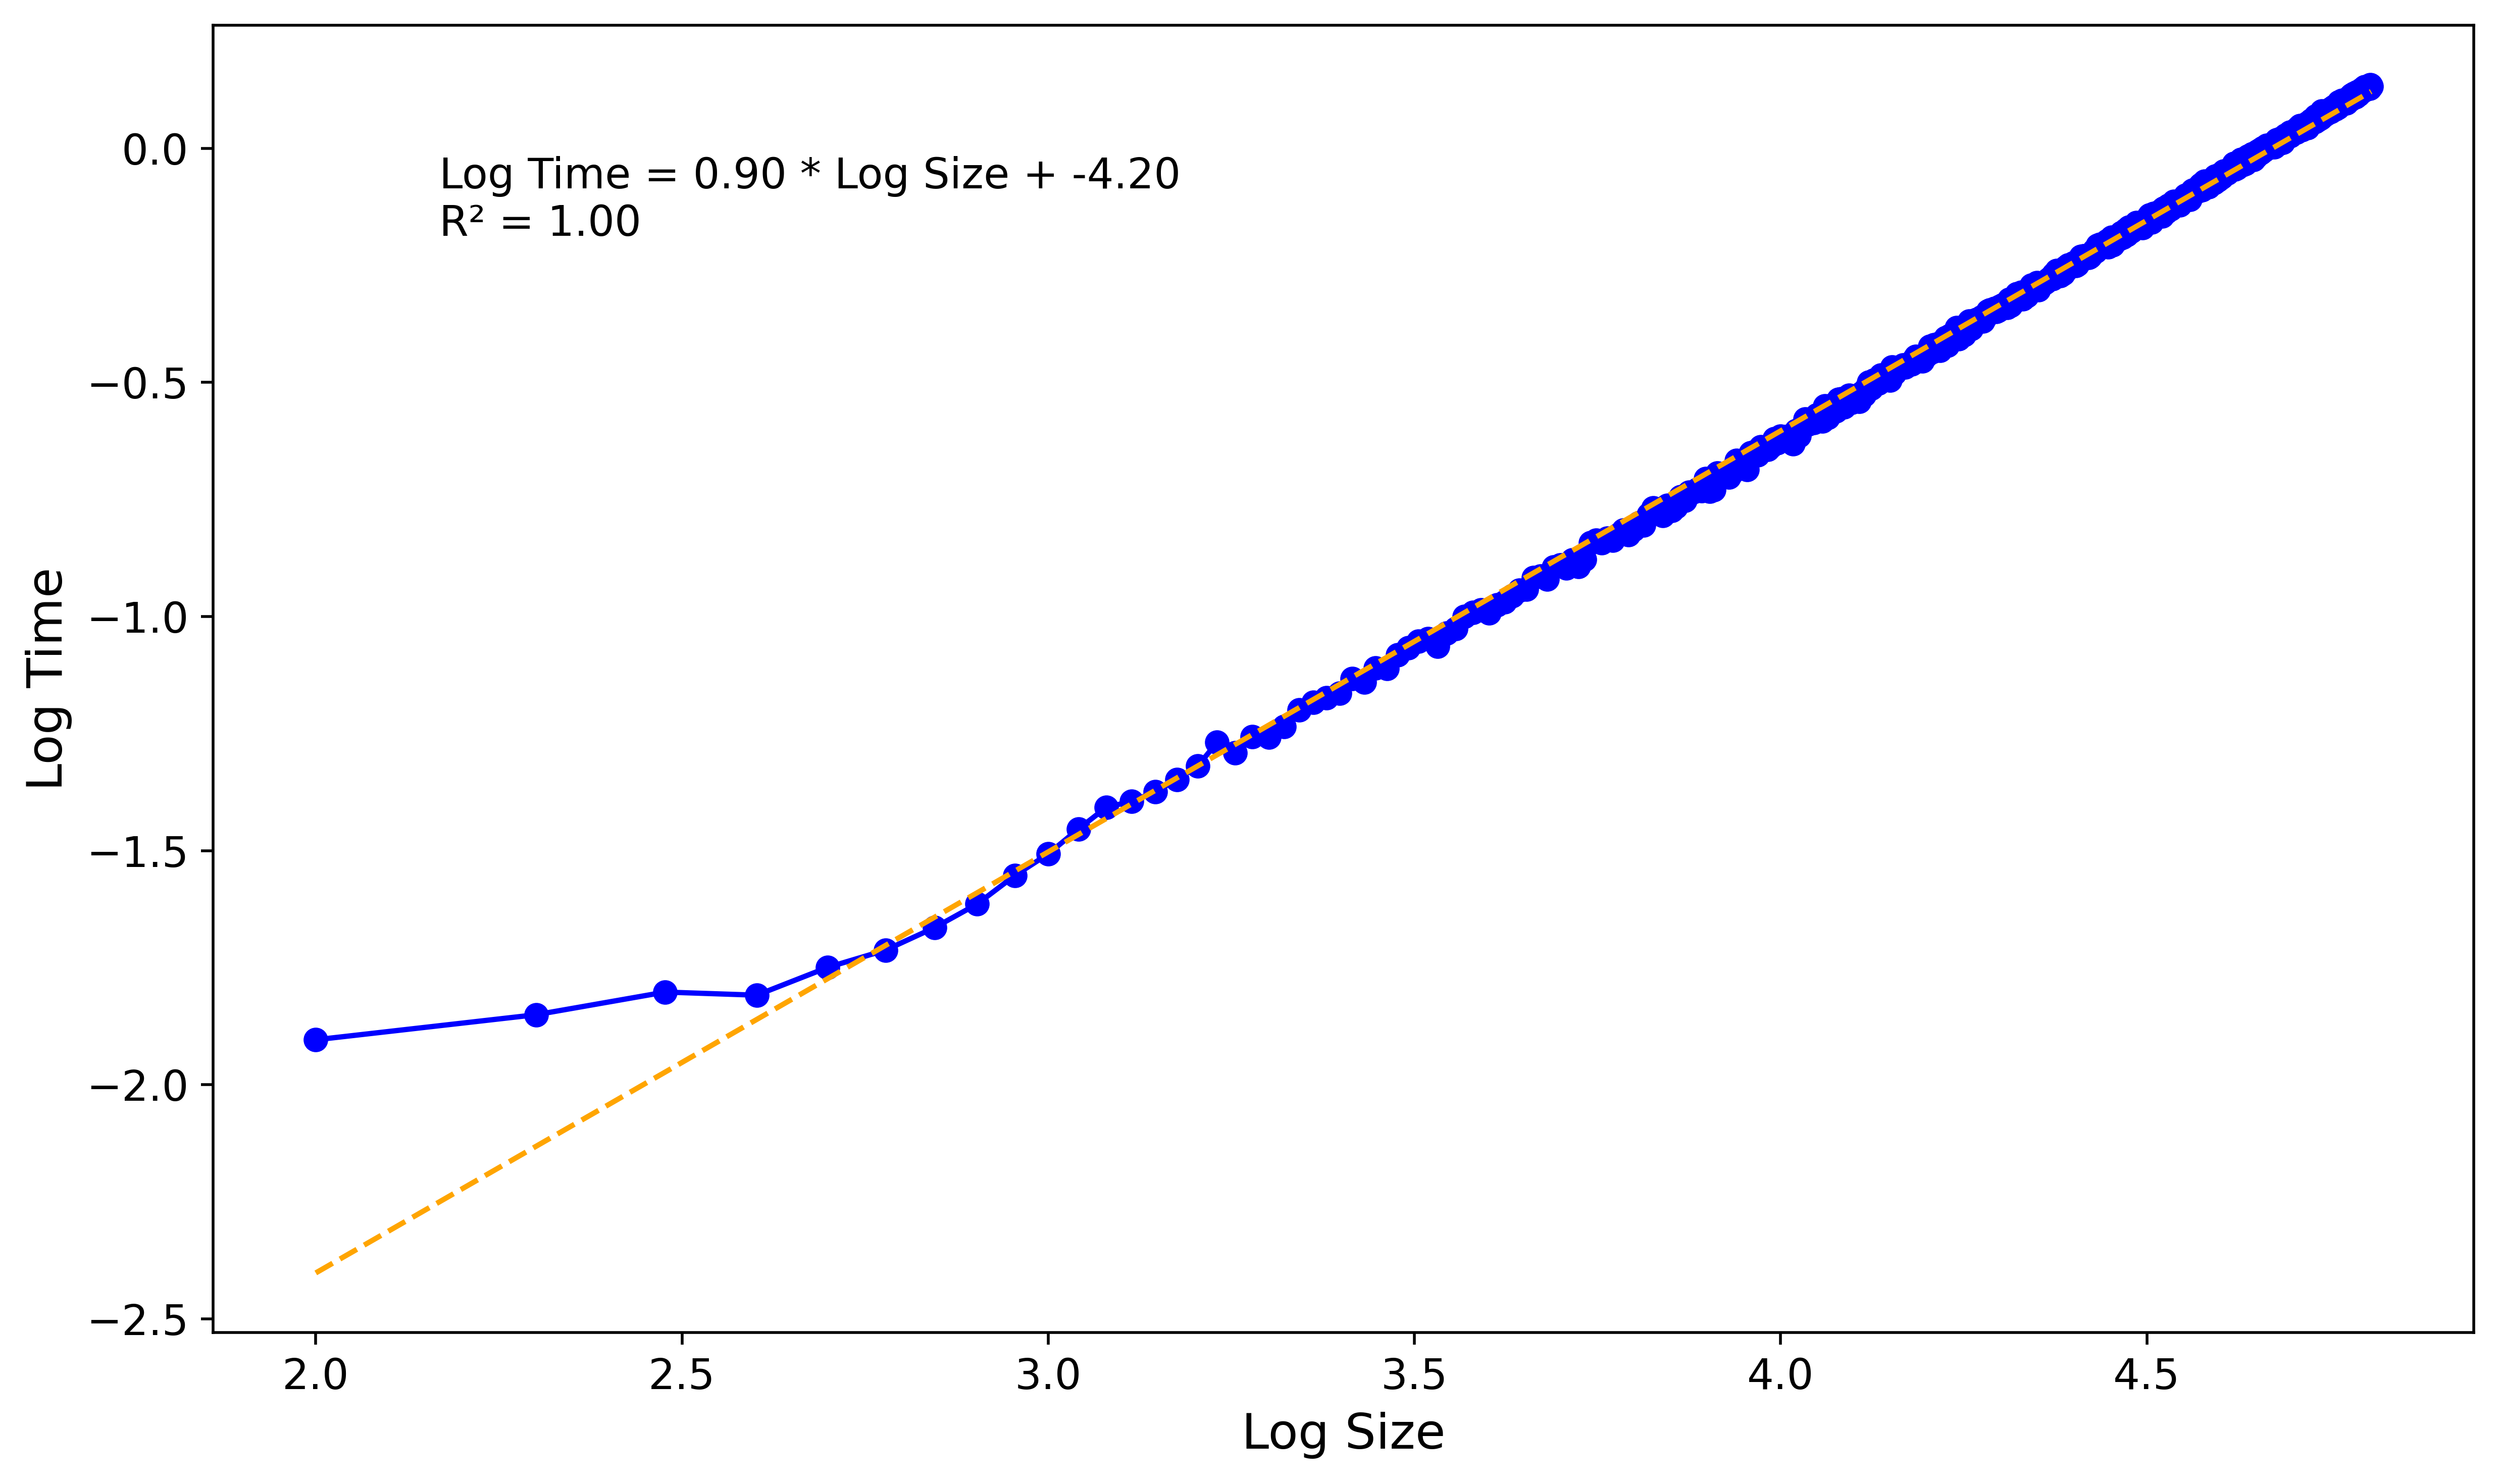 Log Time = 0.90 * Log Size + -4.20
R² = 1.00
Log Time
0.0
−0.5
−1.0
−1.5
−2.0
−2.5
2.0 2.5 3.0 3.5 4.0 4.5
Log Size